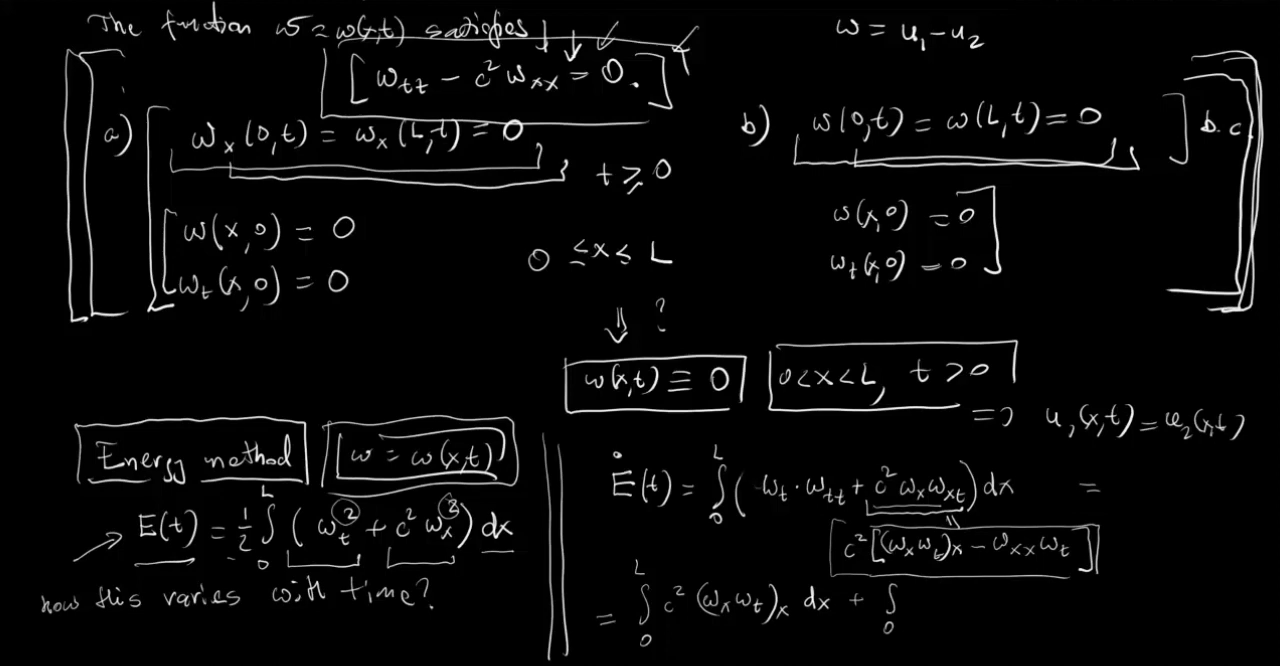 The function w = w(x,t) satisfies
w = u₁ - u₂
[w_tt - c² w_xx = 0.]
a) w_x(0,t) = w_x(L,t) = 0
b) w(0,t) = w(L,t) = 0 ] b.c
t ≥ 0
w(x,0) = 0
w_t(x,0) = 0
0 ≤ x ≤ L
w(x,0) = 0
w_t(x,0) = 0
⇓ ?
w(x,t) ≡ 0
0<x<L, t > 0
=> u₁(x,t) = u₂(x,t)
Energy method
w = w(x,t)
→ E(t) = 1/2 ∫₀ᴸ (w_t² + c² w_x²) dx
how this varies with time?
Ė(t) = ∫₀ᴸ (w_t · w_tt + c² w_x w_xt) dx =
=
c² [(w_x w_t)_x - w_xx w_t]
= ∫₀ᴸ c² (w_x w_t)_x dx + ∫₀